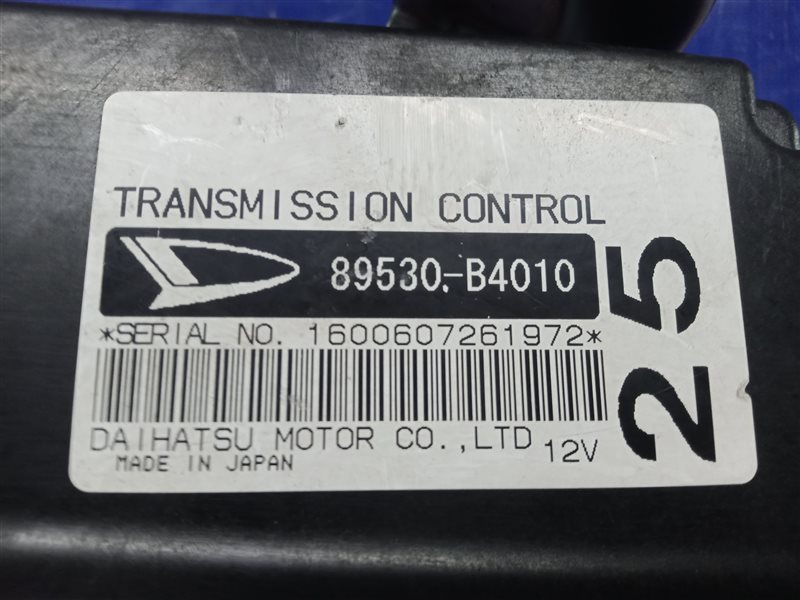 TRANSMISSION CONTROL
89530-B4010
*SERIAL NO. 1600607261972*
DAIHATSU MOTOR CO.,LTD 12V
MADE IN JAPAN
25